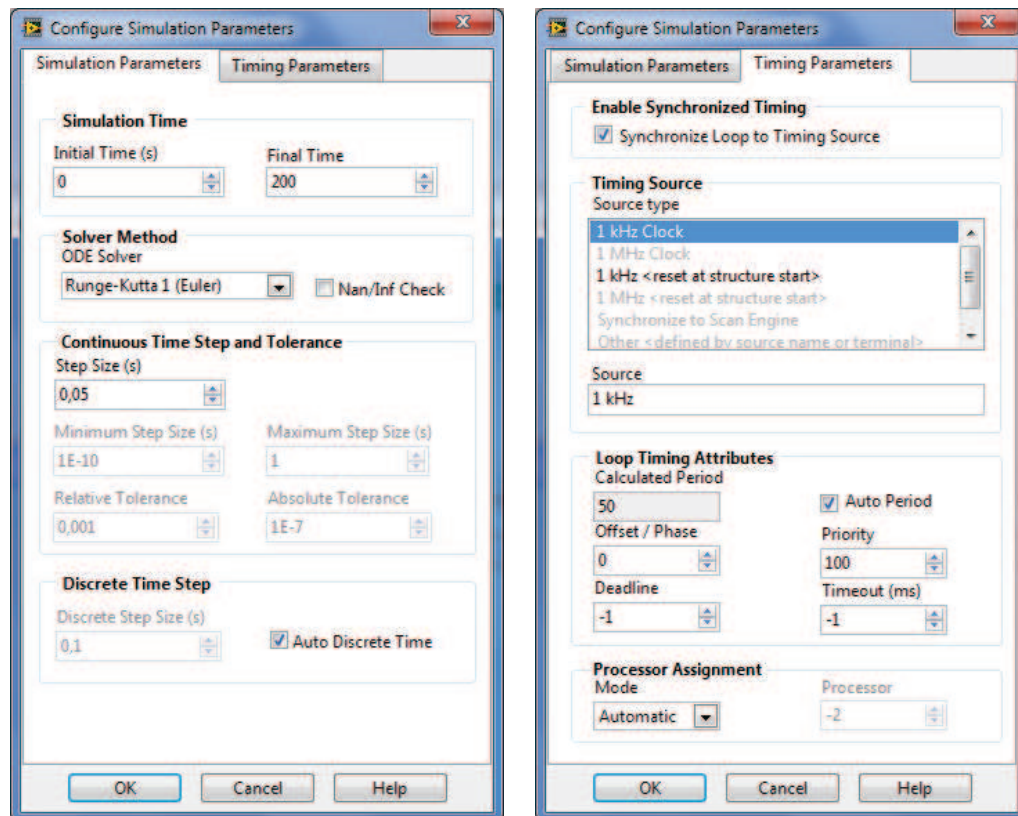 Configure Simulation Parameters
Simulation Parameters
Timing Parameters
Simulation Time
Initial Time (s)
Final Time
0
200
Solver Method
ODE Solver
Runge-Kutta 1 (Euler)
Nan/Inf Check
Continuous Time Step and Tolerance
Step Size (s)
0,05
Minimum Step Size (s)
Maximum Step Size (s)
1E-10
1
Relative Tolerance
Absolute Tolerance
0,001
1E-7
Discrete Time Step
Discrete Step Size (s)
0,1
Auto Discrete Time
OK
Cancel
Help
Configure Simulation Parameters
Simulation Parameters
Timing Parameters
Enable Synchronized Timing
Synchronize Loop to Timing Source
Timing Source
Source type
1 kHz Clock
1 MHz Clock
1 kHz <reset at structure start>
1 MHz <reset at structure start>
Synchronize to Scan Engine
Other <defined by source name or terminal>
Source
1 kHz
Loop Timing Attributes
Calculated Period
50
Auto Period
Offset / Phase
Priority
0
100
Deadline
Timeout (ms)
-1
-1
Processor Assignment
Mode
Processor
Automatic
-2
OK
Cancel
Help